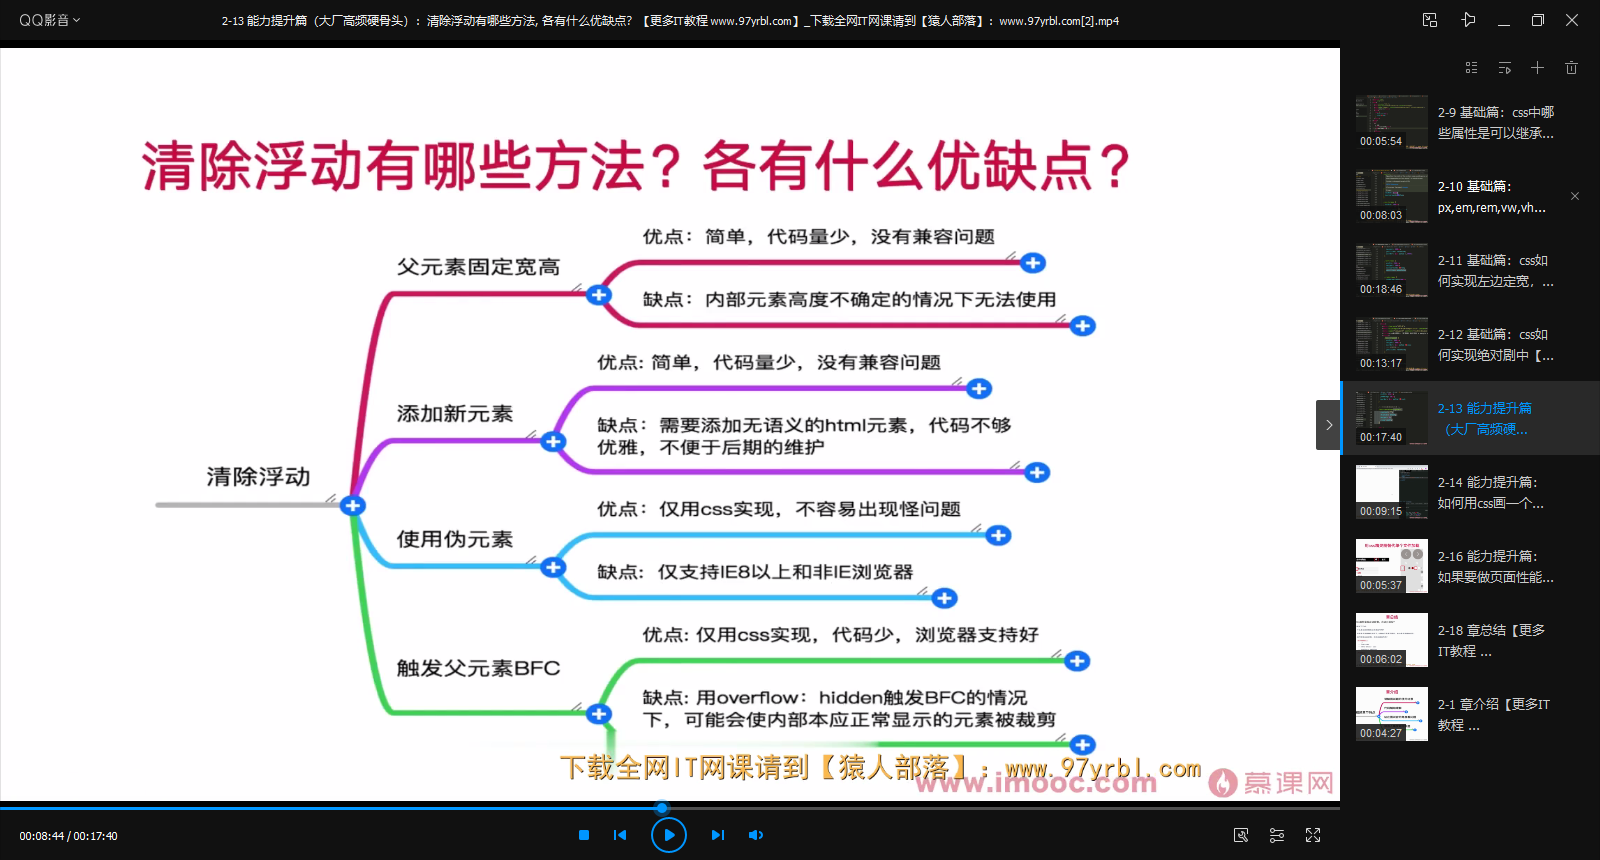 QQ影音
2-13 能力提升篇（大厂高频硬骨头）：清除浮动有哪些方法, 各有什么优缺点？【更多IT教程 www.97yrbl.com】_下载全网IT网课请到【猿人部落】：www.97yrbl.com[2].mp4
清除浮动有哪些方法？各有什么优缺点？
优点：简单，代码量少，没有兼容问题
父元素固定宽高
缺点：内部元素高度不确定的情况下无法使用
优点: 简单，代码量少，没有兼容问题
添加新元素
缺点：需要添加无语义的html元素，代码不够
优雅，不便于后期的维护
清除浮动
优点：仅用css实现，不容易出现怪问题
使用伪元素
缺点：仅支持IE8以上和非IE浏览器
优点: 仅用css实现，代码少，浏览器支持好
触发父元素BFC
缺点: 用overflow：hidden触发BFC的情况
下，可能会使内部本应正常显示的元素被裁剪
下载全网IT网课请到【猿人部落】：www.97yrbl.com
www.imooc.com
慕课网
00:08:44 / 00:17:40
2-9 基础篇：css中哪
些属性是可以继承...
00:05:54
2-10 基础篇：
px,em,rem,vw,vh...
00:08:03
2-11 基础篇：css如
何实现左边定宽，...
00:18:46
2-12 基础篇：css如
何实现绝对剧中【...
00:13:17
2-13 能力提升篇
（大厂高频硬...
00:17:40
2-14 能力提升篇：
如何用css画一个...
00:09:15
2-16 能力提升篇：
如果要做页面性能...
00:05:37
2-18 章总结【更多
IT教程 ...
00:06:02
2-1 章介绍【更多IT
教程 ...
00:04:27